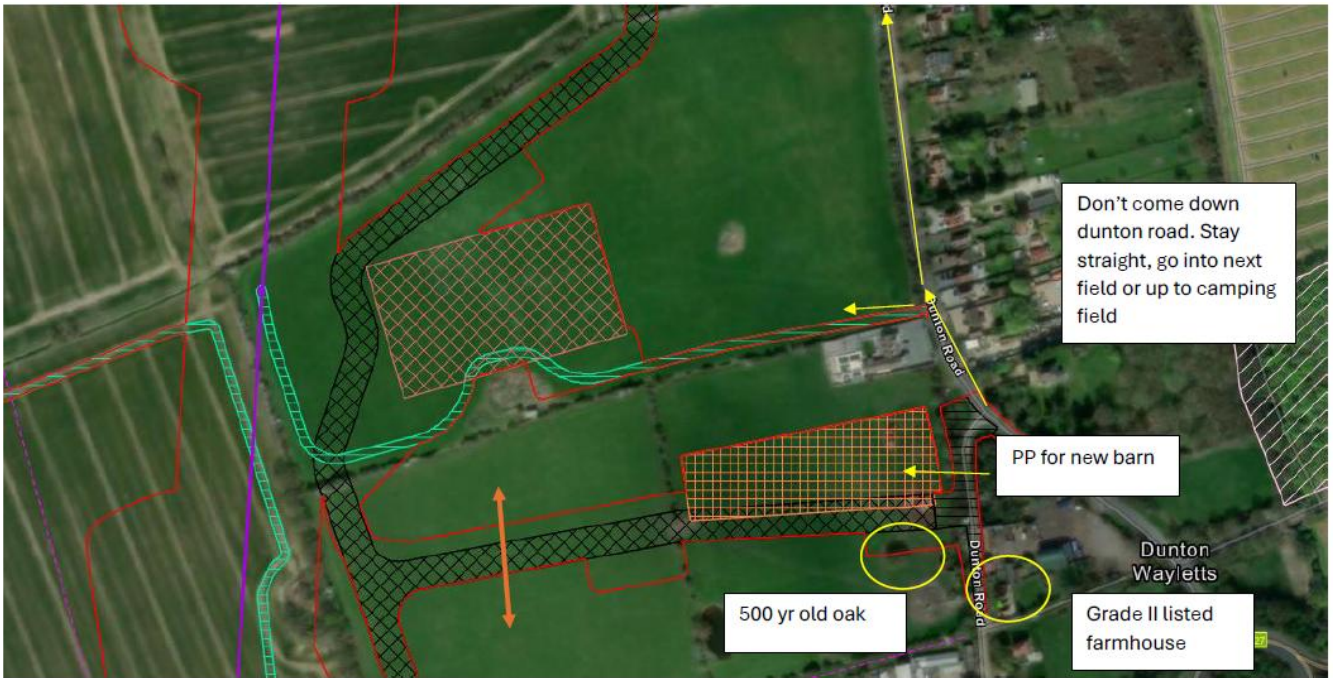 d
Don't come down
dunton road. Stay
straight, go into next
field or up to camping
field
Dunton Road
PP for new barn
Dunton
Wayletts
Dunton Road
500 yr old oak
Grade II listed
farmhouse
27